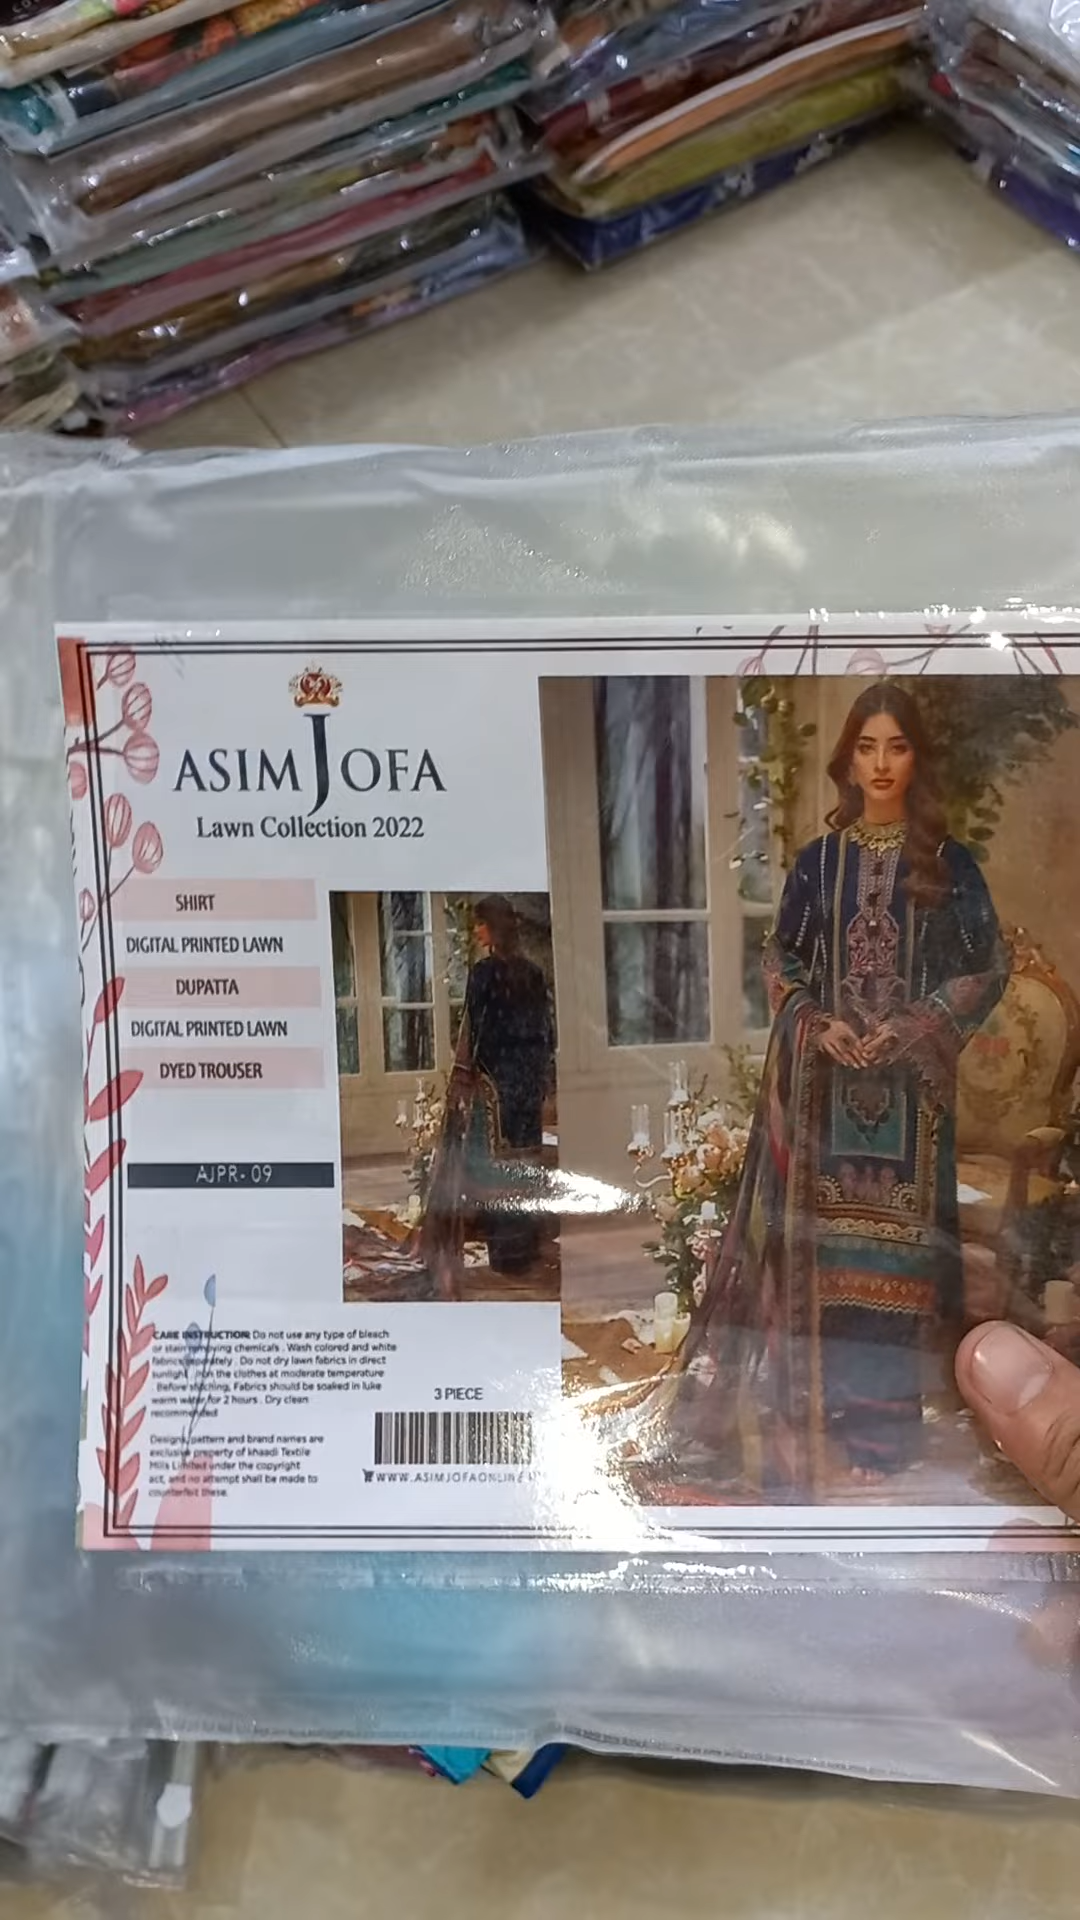 ASIM JOFA
Lawn Collection 2022
SHIRT
DIGITAL PRINTED LAWN
DUPATTA
DIGITAL PRINTED LAWN
DYED TROUSER
AJPR-09
CARE INSTRUCTION: Do not use any type of bleach
or stain removing chemicals . Wash colored and white
fabrics separately . Do not dry lawn fabrics in direct
sunlight . Iron the clothes at moderate temperature
. Before stitching, Fabrics should be soaked in luke
warm water for 2 hours . Dry clean
recommended
Designs, pattern and brand names are
exclusive property of khaadi Textile
Mills Limited under the copyright
act, and no attempt shall be made to
counterfeit these.
3 PIECE
WWW.ASIMJOFAONLINE